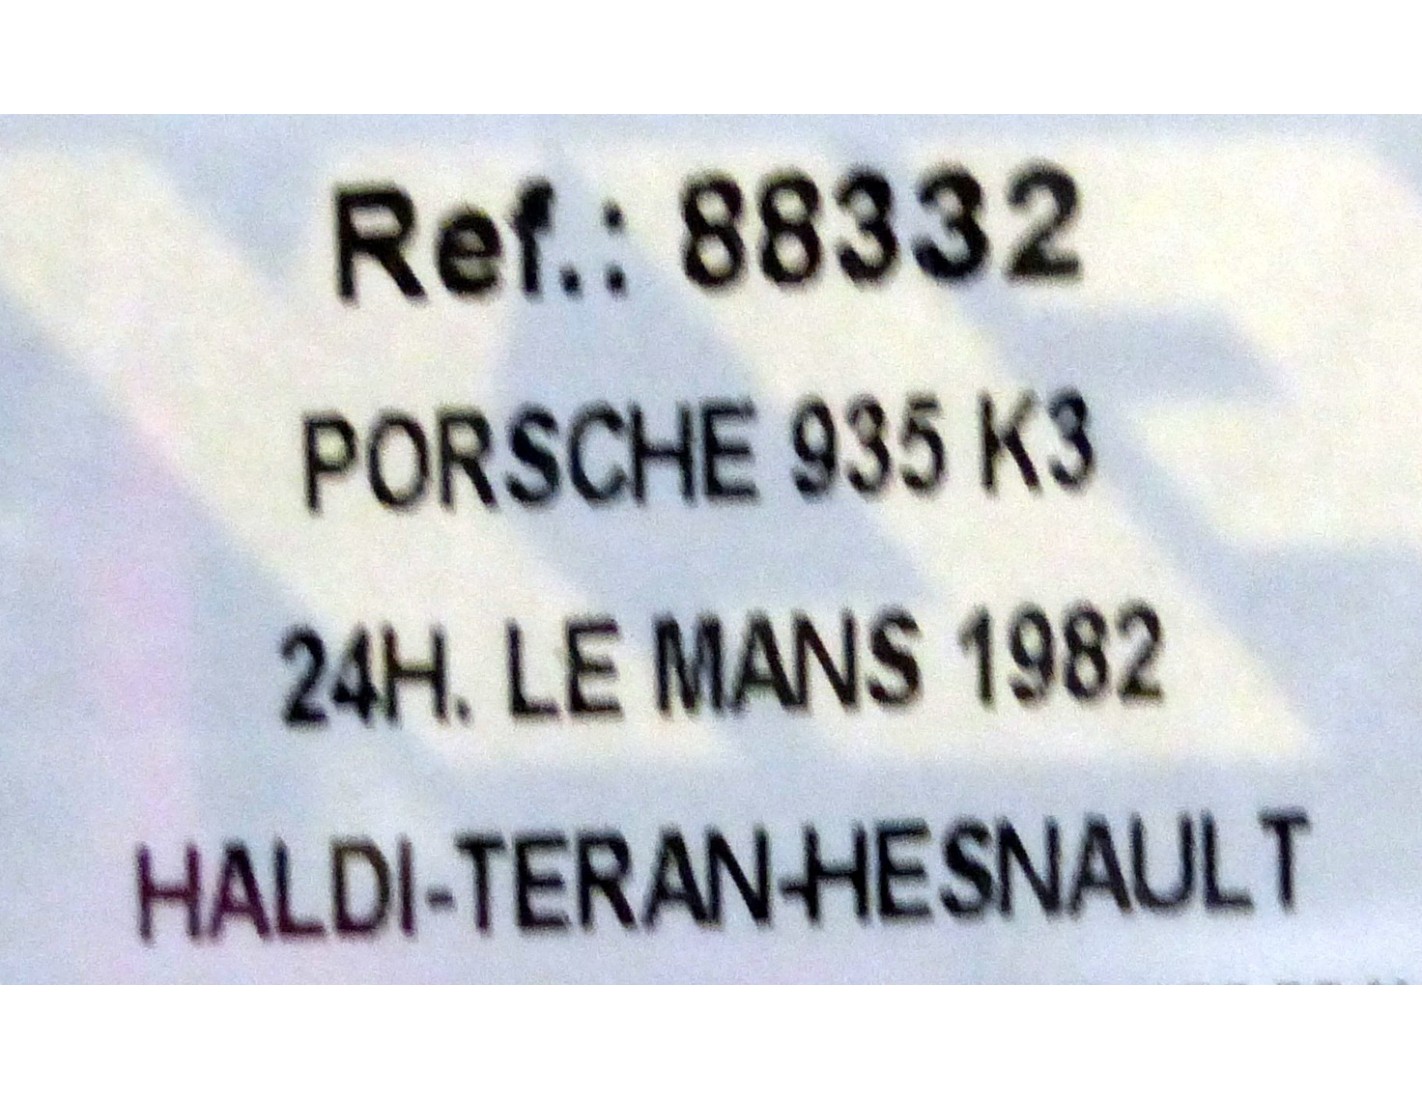 Ref.: 88332
PORSCHE 935 K3
24H. LE MANS 1982
HALDI-TERAN-HESNAULT